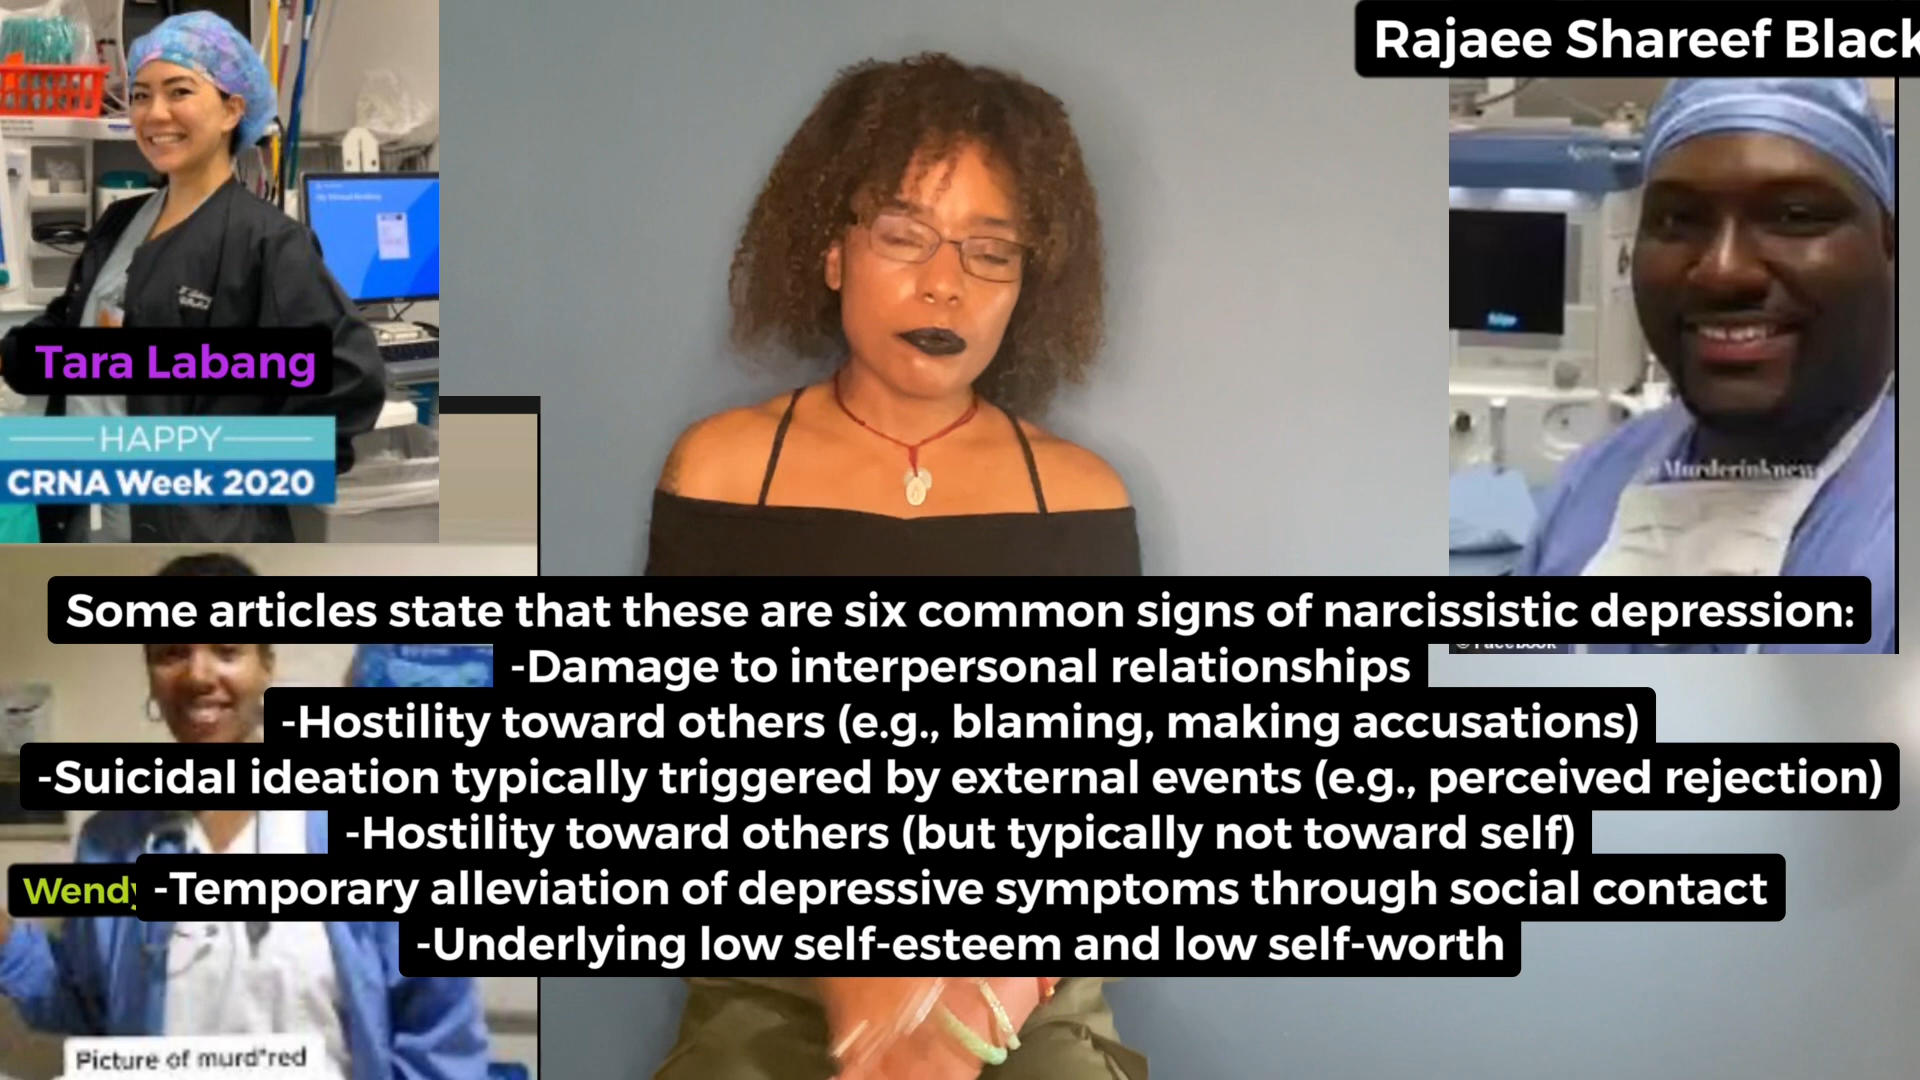 Rajaee Shareef Black
Tara Labang
HAPPY
CRNA Week 2020
@Murderinknews
Some articles state that these are six common signs of narcissistic depression:
© Facebook
-Damage to interpersonal relationships
-Hostility toward others (e.g., blaming, making accusations)
-Suicidal ideation typically triggered by external events (e.g., perceived rejection)
-Hostility toward others (but typically not toward self)
Wendy
-Temporary alleviation of depressive symptoms through social contact
-Underlying low self-esteem and low self-worth
Picture of murd*red